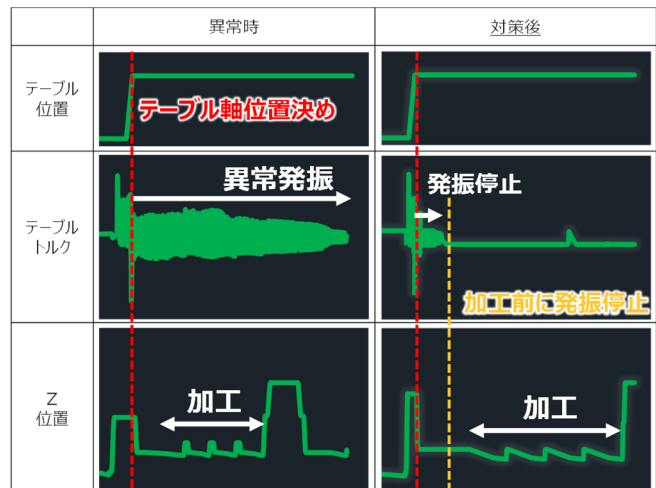 異常時
対策後
テーブル
位置
テーブル軸位置決め
テーブル
トルク
異常発振
発振停止
加工前に発振停止
Z
位置
加工
加工